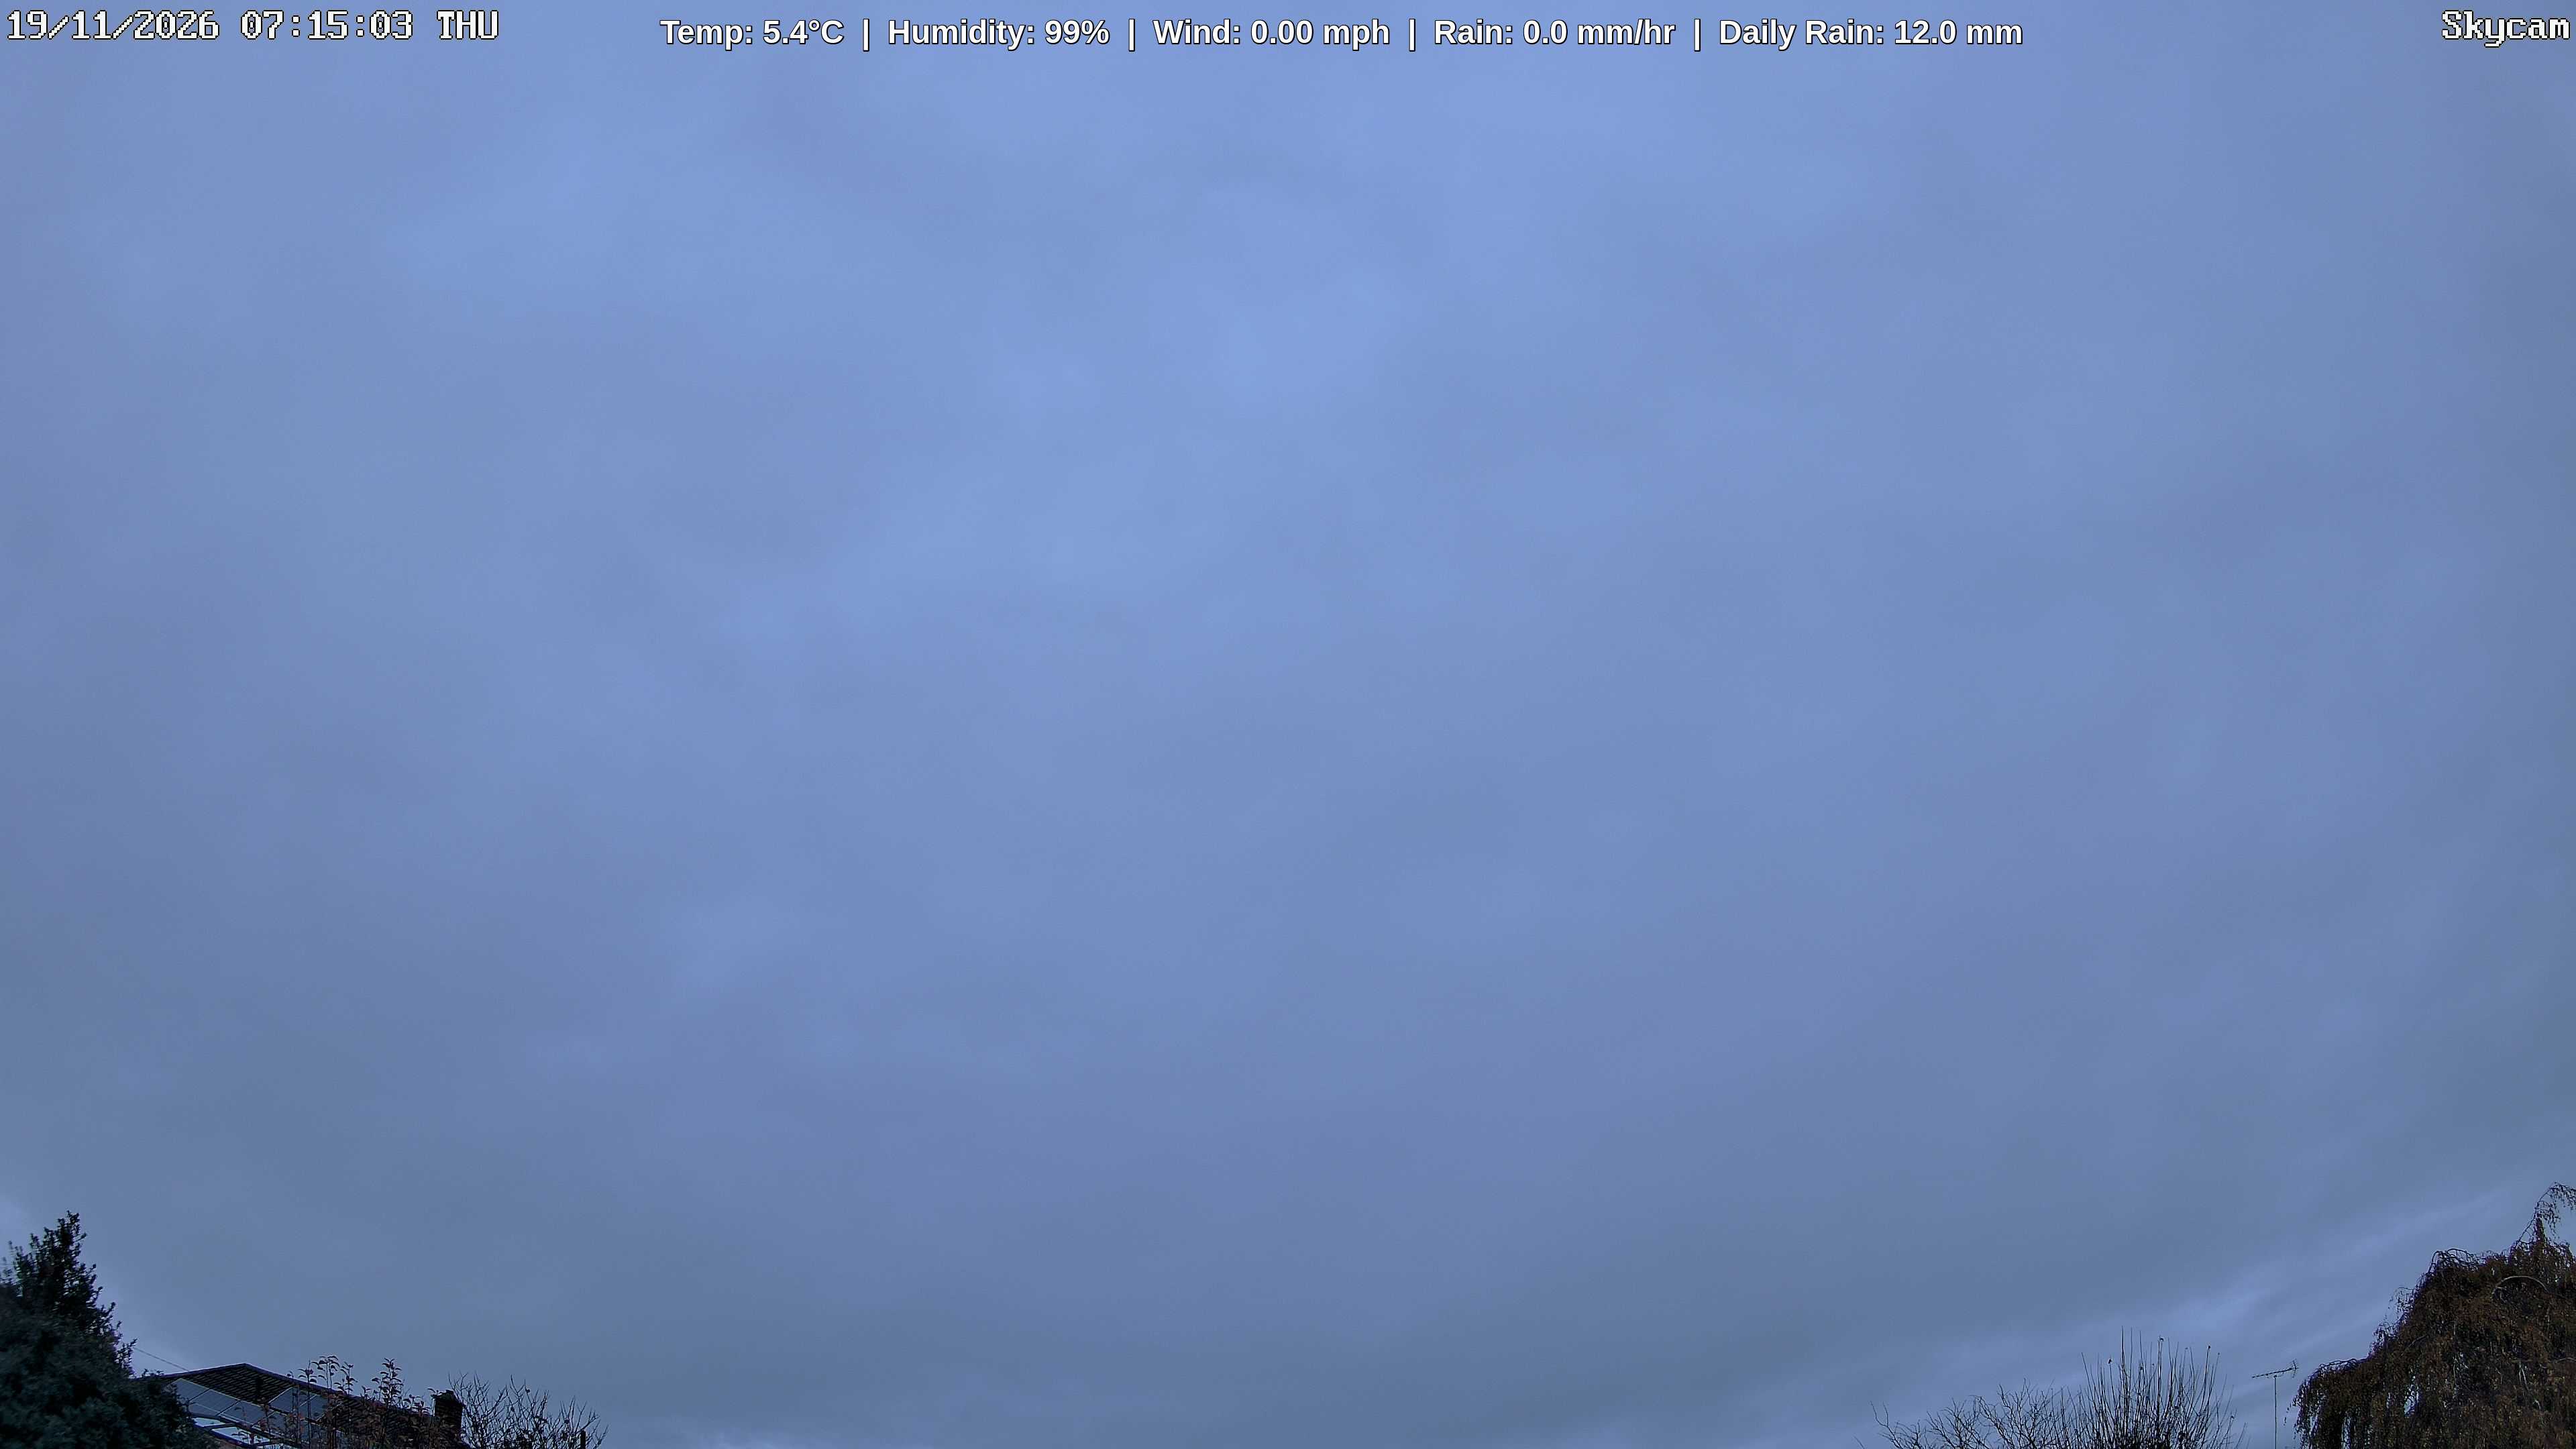 19/11/2026 07:15:03 THU
Temp: 5.4°C | Humidity: 99% | Wind: 0.00 mph | Rain: 0.0 mm/hr | Daily Rain: 12.0 mm
Skycam